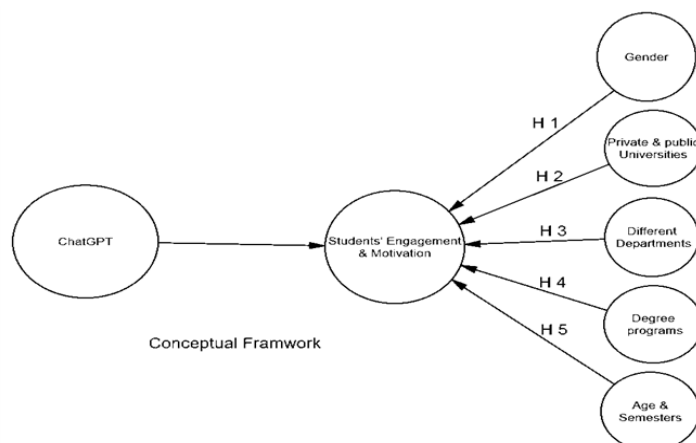 Gender
H 1
Private & public
Universities
H 2
ChatGPT
Students' Engagement
& Motivation
H 3
Different
Departments
H 4
Degree
programs
H 5
Conceptual Framwork
Age &
Semesters